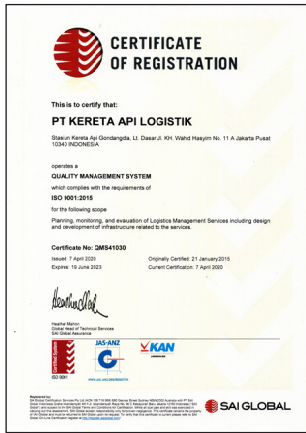 CERTIFICATE
OF REGISTRATION
This is to certify that:
PT KERETA API LOGISTIK
Stasiun Kereta Api Gondangdia, Lt. Dasar Jl. KH. Wahid Hasyim No. 11 A Jakarta Pusat
10340 INDONESIA
operates a
QUALITY MANAGEMENT SYSTEM
which complies with the requirements of
ISO 9001:2015
for the following scope
Planning, monitoring, and evaluation of Logistics Management Services including design
and development of infrastructure related to the services.
Certificate No: QMS41030
Issued: 7 April 2020
Originally Certified: 21 January 2015
Expires: 19 June 2023
Current Certification: 7 April 2020
Heather Mahon
Global Head of Technical Services
SAI Global Assurance
JAS-ANZ
KAN
Certified System
ISO 9001
SAI GLOBAL